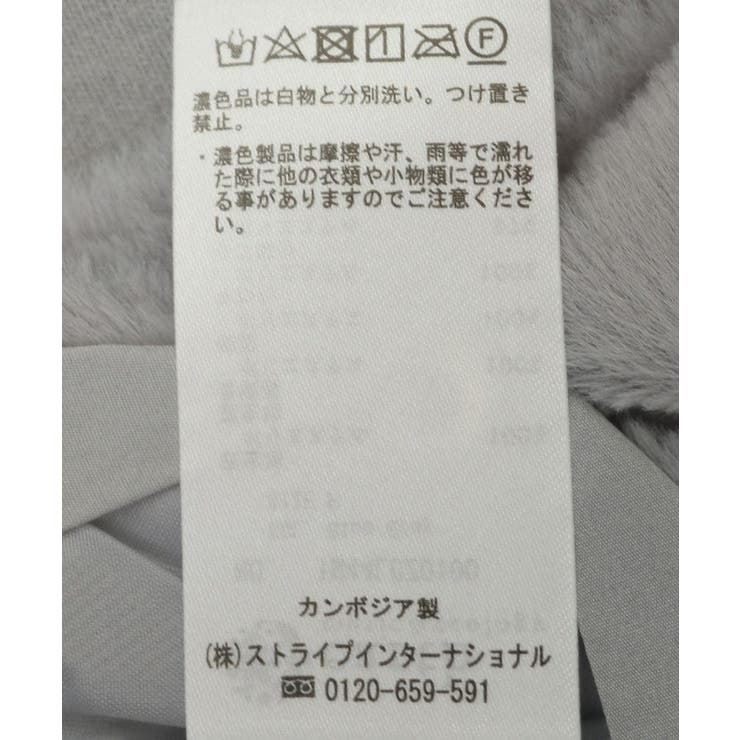 F
濃色品は白物と分別洗い。つけ置き
禁止。
・濃色製品は摩擦や汗、雨等で濡れ
た際に他の衣類や小物類に色が移
る事がありますのでご注意くださ
い。
カンボジア製
(株)ストライプインターナショナル
0120-659-591